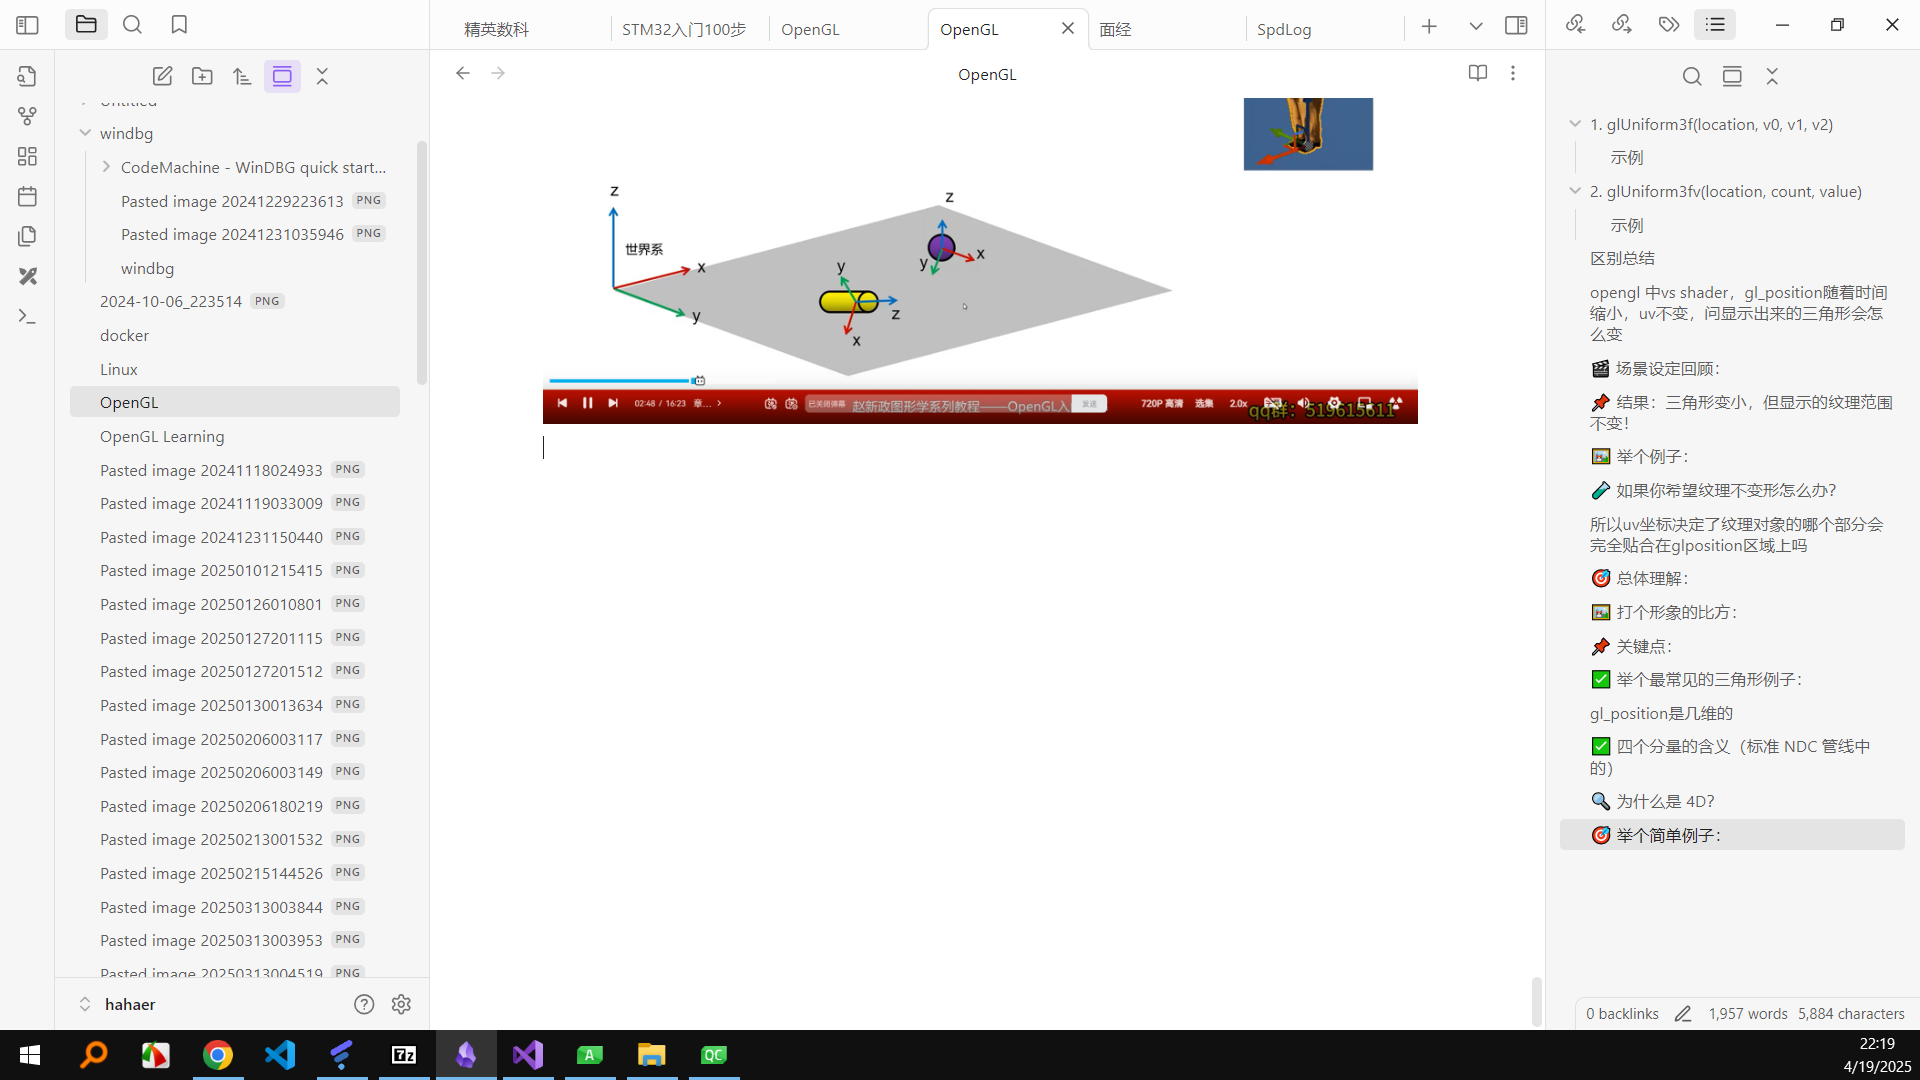 精英数科
STM32入门100步
OpenGL
OpenGL
面经
SpdLog
OpenGL
windbg
CodeMachine - WinDBG quick start...
Pasted image 20241229223613 PNG
Pasted image 20241231035946 PNG
windbg
2024-10-06_223514 PNG
docker
Linux
OpenGL
OpenGL Learning
Pasted image 20241118024933 PNG
Pasted image 20241119033009 PNG
Pasted image 20241231150440 PNG
Pasted image 20250101215415 PNG
Pasted image 20250126010801 PNG
Pasted image 20250127201115 PNG
Pasted image 20250127201512 PNG
Pasted image 20250130013634 PNG
Pasted image 20250206003117 PNG
Pasted image 20250206003149 PNG
Pasted image 20250206180219 PNG
Pasted image 20250213001532 PNG
Pasted image 20250215144526 PNG
Pasted image 20250313003844 PNG
Pasted image 20250313003953 PNG
Pasted image 20250313004519 PNG
hahaer
z
世界系
x
y
z
x
y
y
z
x
02:48 / 16:23 章... 已关闭弹幕 赵新政图形学系列教程——OpenGL入 发送 720P 高清 选集 2.0x
qq群：519615611
1. glUniform3f(location, v0, v1, v2)
示例
2. glUniform3fv(location, count, value)
示例
区别总结
opengl 中vs shader，gl_position随着时间
缩小，uv不变，问显示出来的三角形会怎
么变
🎬 场景设定回顾：
📌 结果：三角形变小，但显示的纹理范围
不变！
🖼️ 举个例子：
🧪 如果你希望纹理不变形怎么办？
所以uv坐标决定了纹理对象的哪个部分会
完全贴合在glposition区域上吗
🎯 总体理解：
🖼️ 打个形象的比方：
📌 关键点：
✅ 举个最常见的三角形例子：
gl_position是几维的
✅ 四个分量的含义（标准 NDC 管线中
的）
🔍 为什么是 4D？
🎯 举个简单例子：
0 backlinks 1,957 words 5,884 characters
7z
A
QC
22:19
4/19/2025